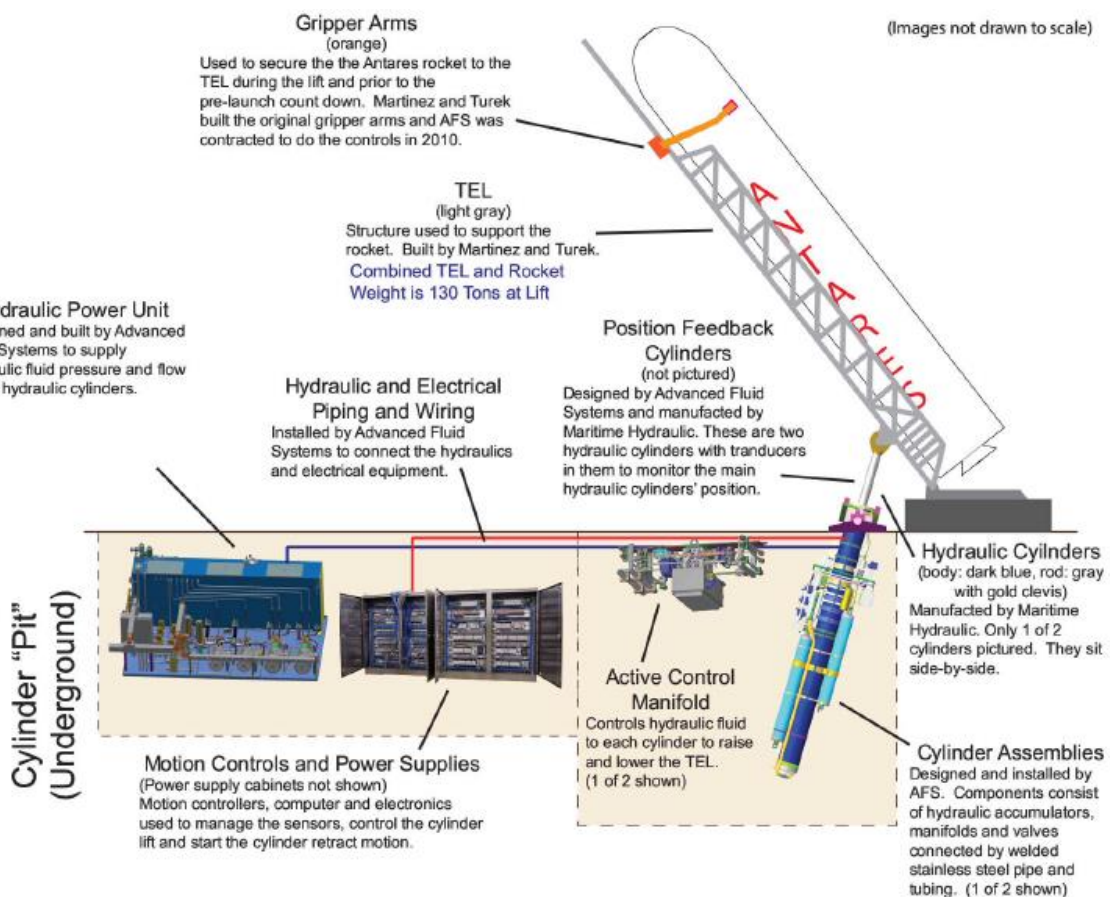 Gripper Arms
(orange)
Used to secure the the Antares rocket to the
TEL during the lift and prior to the
pre-launch count down. Martinez and Turek
built the original gripper arms and AFS was
contracted to do the controls in 2010.
(Images not drawn to scale)
TEL
(light gray)
Structure used to support the
rocket. Built by Martinez and Turek.
Combined TEL and Rocket
Weight is 130 Tons at Lift
ANTARES
draulic Power Unit
ned and built by Advanced
Systems to supply
ulic fluid pressure and flow
hydraulic cylinders.
Hydraulic and Electrical
Piping and Wiring
Installed by Advanced Fluid
Systems to connect the hydraulics
and electrical equipment.
Position Feedback
Cylinders
(not pictured)
Designed by Advanced Fluid
Systems and manufacted by
Maritime Hydraulic. These are two
hydraulic cylinders with tranducers
in them to monitor the main
hydraulic cylinders' position.
Hydraulic Cyilnders
(body: dark blue, rod: gray
with gold clevis)
Manufacted by Maritime
Hydraulic. Only 1 of 2
cylinders pictured. They sit
side-by-side.
Cylinder "Pit"
(Underground)
Active Control
Manifold
Controls hydraulic fluid
to each cylinder to raise
and lower the TEL.
(1 of 2 shown)
Motion Controls and Power Supplies
(Power supply cabinets not shown)
Motion controllers, computer and electronics
used to manage the sensors, control the cylinder
lift and start the cylinder retract motion.
Cylinder Assemblies
Designed and installed by
AFS. Components consist
of hydraulic accumulators,
manifolds and valves
connected by welded
stainless steel pipe and
tubing. (1 of 2 shown)